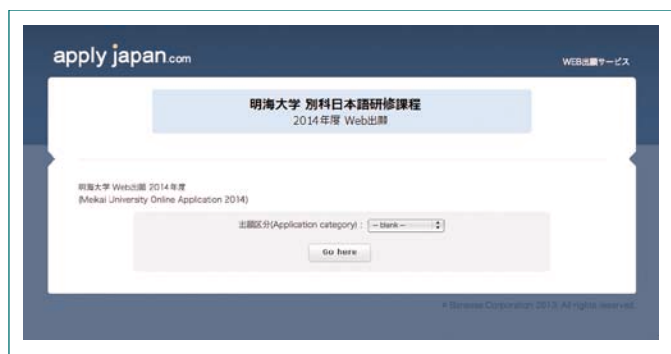 apply japan.com
WEB出願サービス
明海大学 別科日本語研修課程
2014年度 Web出願
明海大学 Web出願 2014年度
(Meikai University Online Application 2014)
出願区分(Application category) : -- blank --
Go here
Corporation 2013. All rights reserved.